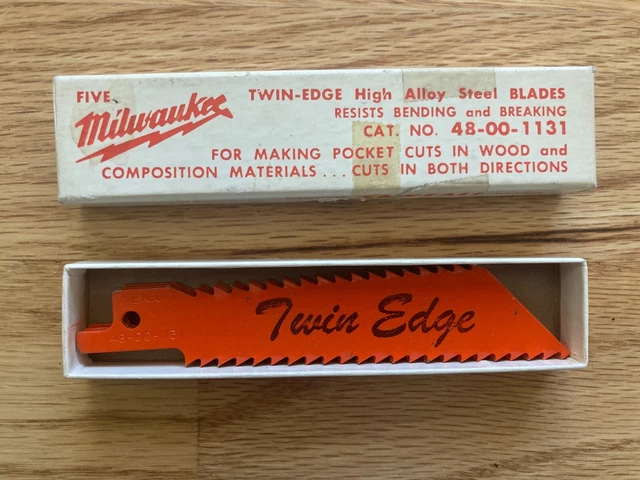 FIVE TWIN-EDGE High Alloy Steel BLADES
Milwaukee RESISTS BENDING and BREAKING
CAT. NO. 48-00-1131
FOR MAKING POCKET CUTS IN WOOD and
COMPOSITION MATERIALS... CUTS IN BOTH DIRECTIONS
Twin Edge